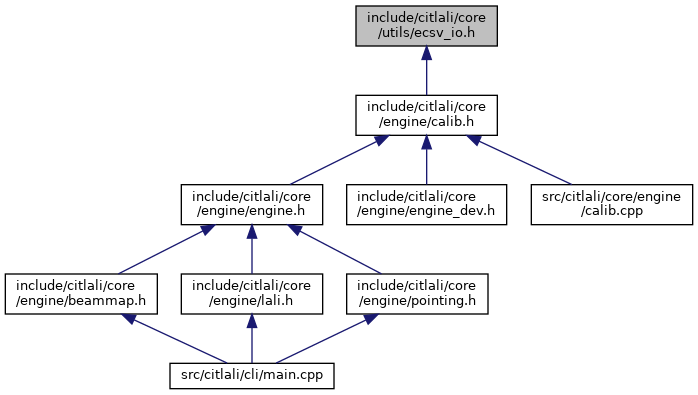 include/citlali/core
/utils/ecsv_io.h
include/citlali/core
/engine/calib.h
include/citlali/core
/engine/engine.h
include/citlali/core
/engine/engine_dev.h
src/citlali/core/engine
/calib.cpp
include/citlali/core
/engine/beammap.h
include/citlali/core
/engine/lali.h
include/citlali/core
/engine/pointing.h
src/citlali/cli/main.cpp